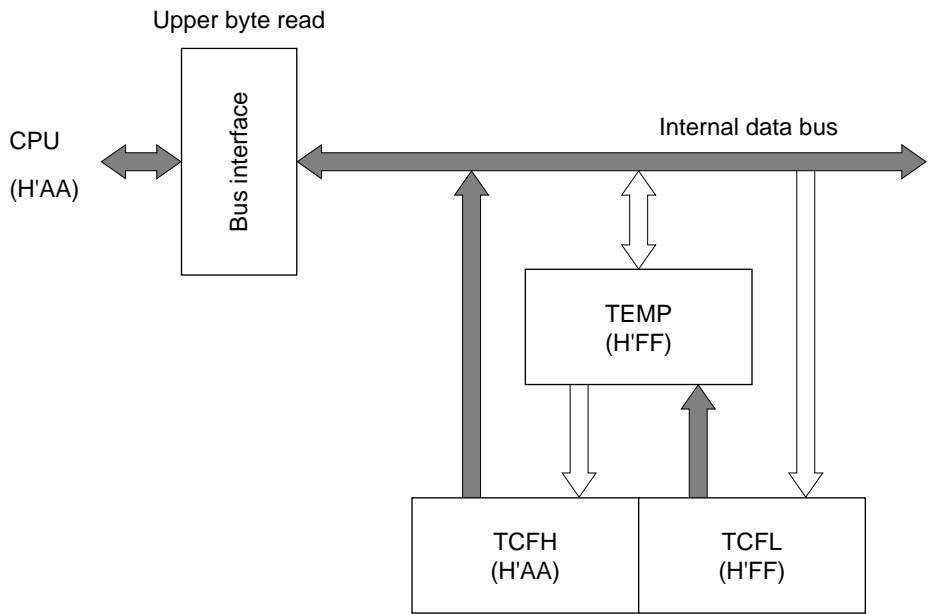 Upper byte read
CPU
(H'AA)
Bus interface
Internal data bus
TEMP
(H'FF)
TCFH
(H'AA)
TCFL
(H'FF)